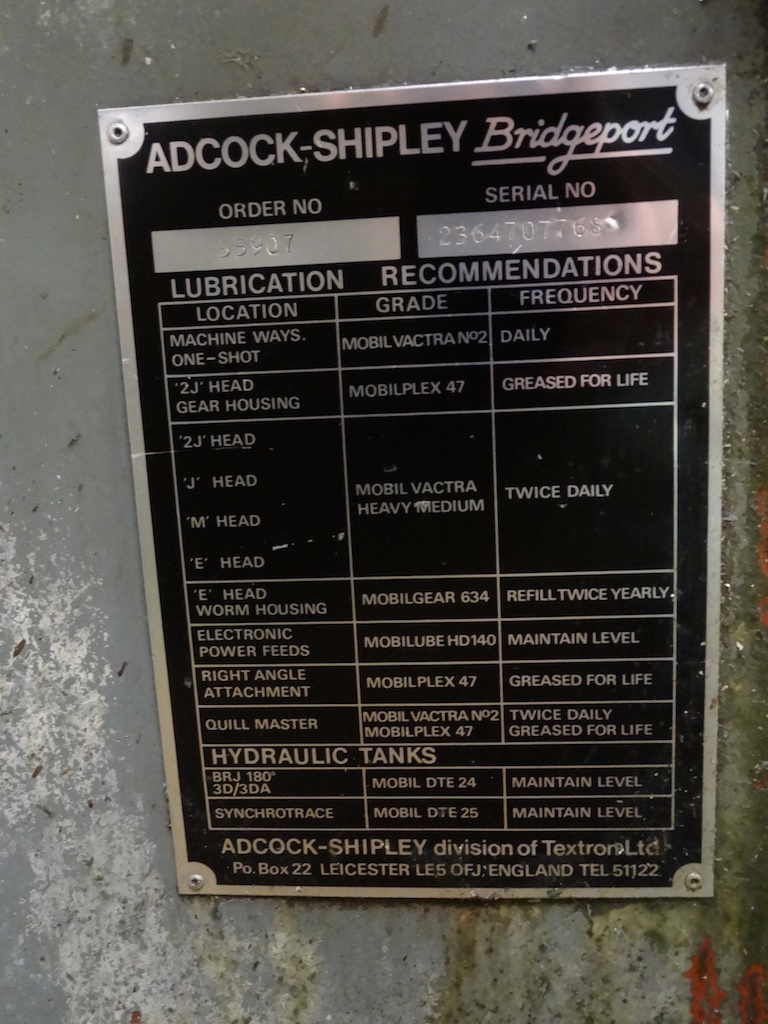 ADCOCK-SHIPLEY Bridgeport
ORDER NO SERIAL NO
LUBRICATION RECOMMENDATIONS
LOCATION GRADE FREQUENCY
MACHINE WAYS. ONE-SHOT MOBIL VACTRA Nº2 DAILY
'2J' HEAD GEAR HOUSING MOBILPLEX 47 GREASED FOR LIFE
'2J' HEAD
'J' HEAD
MOBIL VACTRA HEAVY MEDIUM TWICE DAILY
'M' HEAD
'E' HEAD
'E' HEAD WORM HOUSING MOBILGEAR 634 REFILL TWICE YEARLY.
ELECTRONIC POWER FEEDS MOBILUBE HD140 MAINTAIN LEVEL
RIGHT ANGLE ATTACHMENT MOBILPLEX 47 GREASED FOR LIFE
QUILL MASTER MOBIL VACTRA Nº2 TWICE DAILY
MOBILPLEX 47 GREASED FOR LIFE
HYDRAULIC TANKS
BRJ 180° 3D/3DA MOBIL DTE 24 MAINTAIN LEVEL
SYNCHROTRACE MOBIL DTE 25 MAINTAIN LEVEL
ADCOCK-SHIPLEY division of Textron Ltd
Po. Box 22 LEICESTER LE5 OFJ, ENGLAND TEL 51122